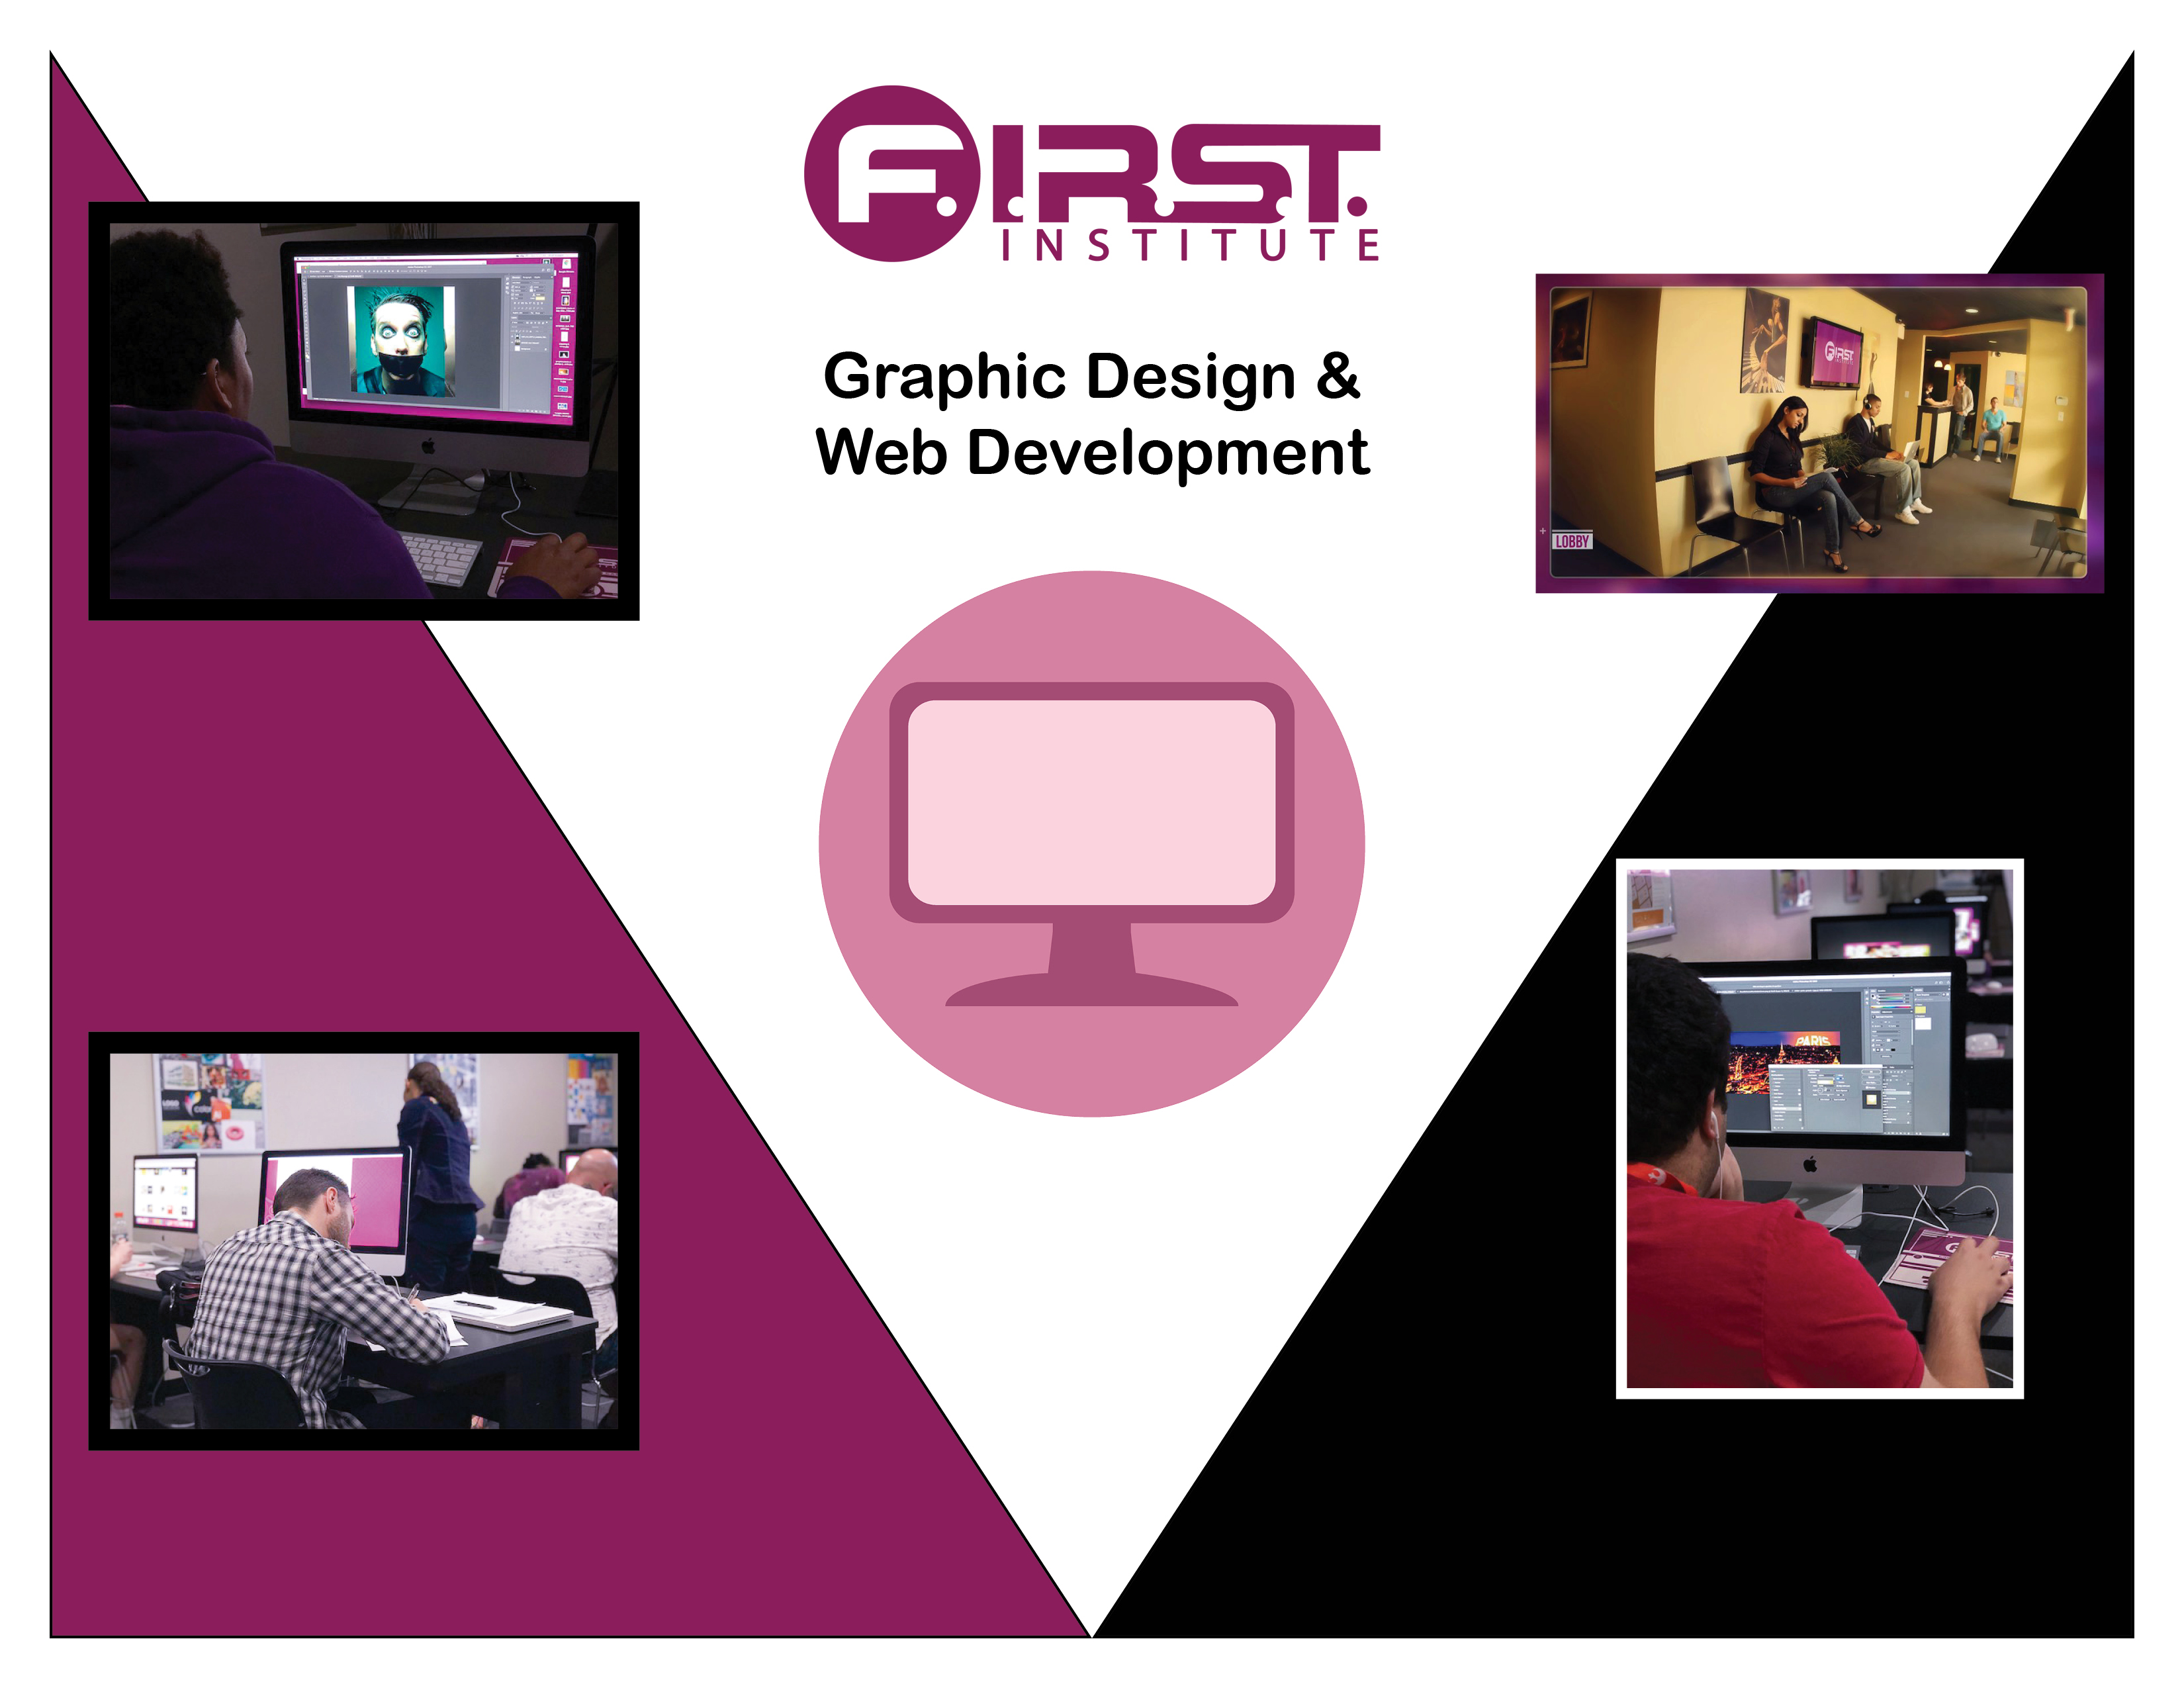 F.I.R.S.T.
INSTITUTE
Graphic Design &
Web Development
F.I.R.S.T.
LOBBY
PARIS